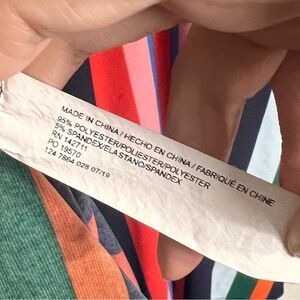 MADE IN CHINA / HECHO EN CHINA / FABRIQUÉ EN CHINE
95% POLYESTER/POLIESTER/POLYESTER
5% SPANDEX/ELASTANO/SPANDEX
RN 142711
PO 19570
124 7864 028 07/19